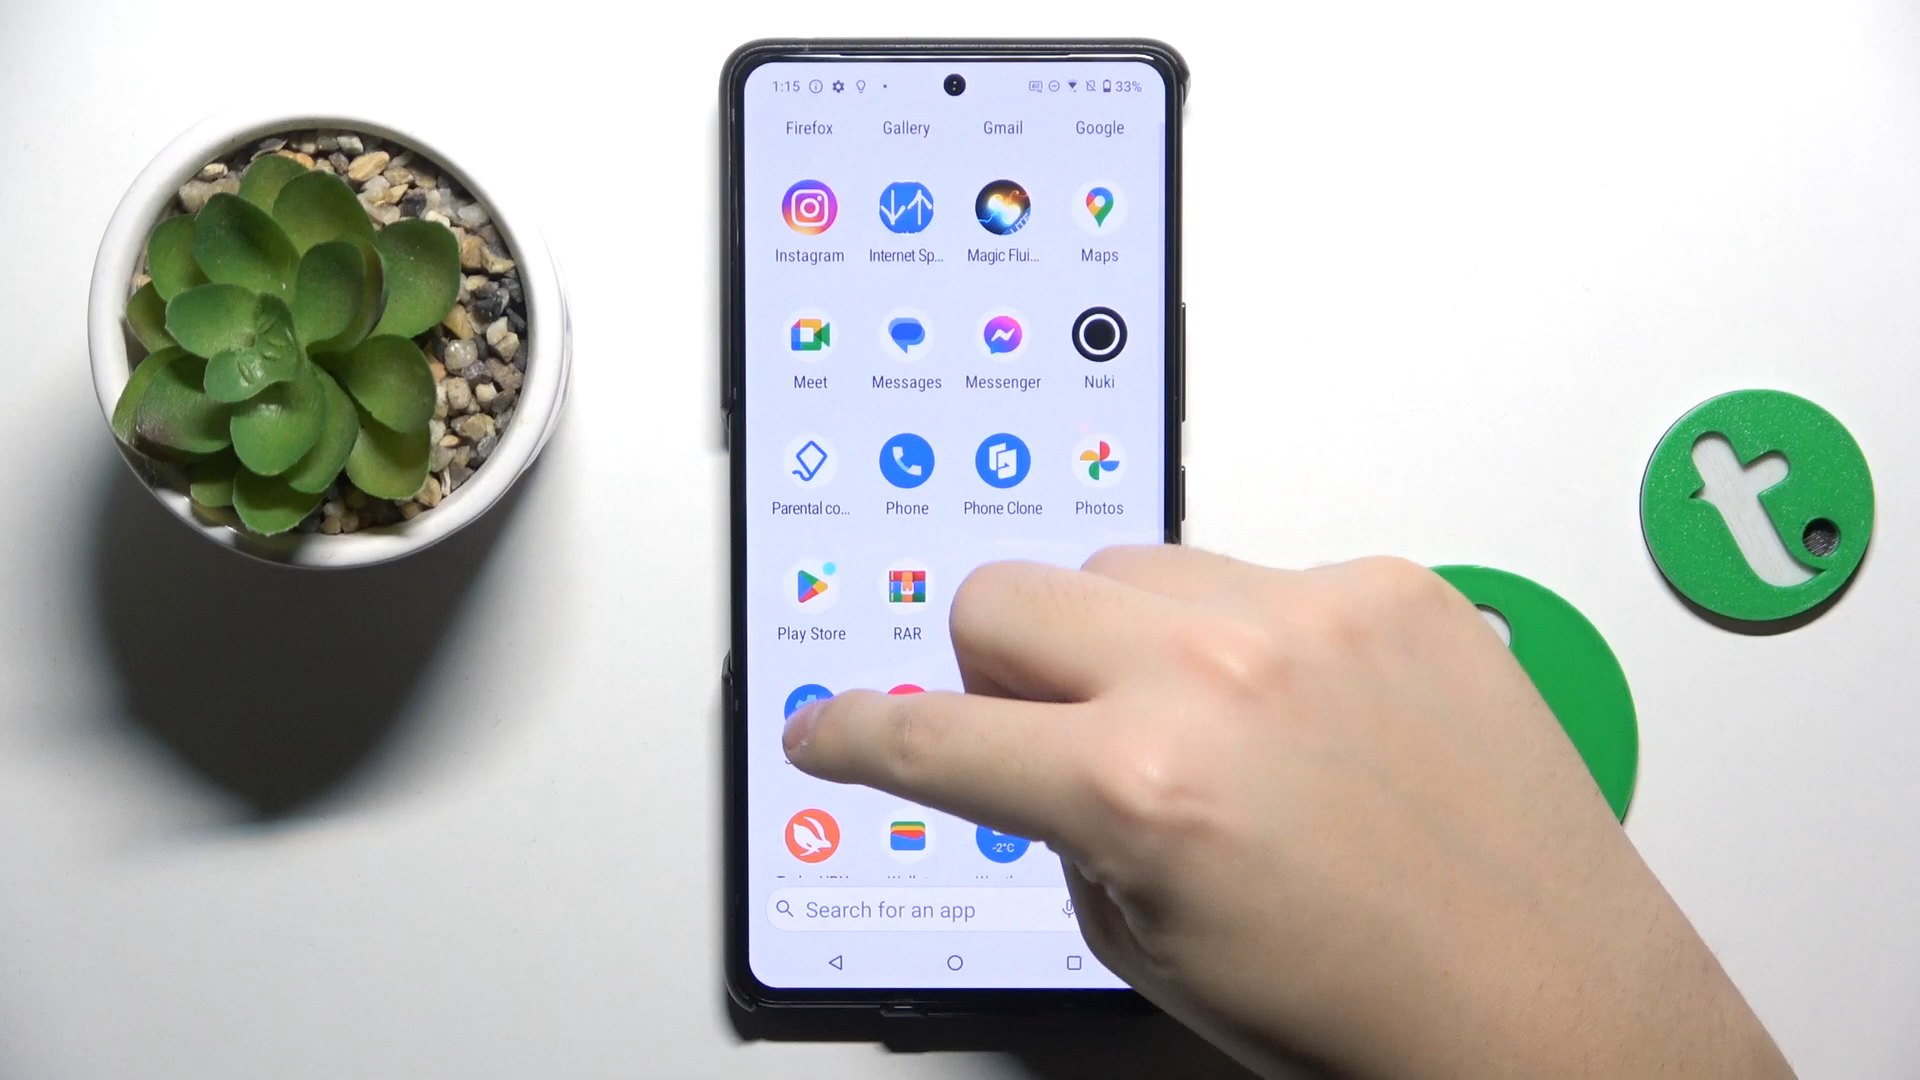 1:15 33%
Firefox Gallery Gmail Google
Instagram Internet Sp... Magic Flui... Maps
Meet Messages Messenger Nuki
Parental co... Phone Phone Clone Photos
Play Store RAR
-2°C
Search for an app